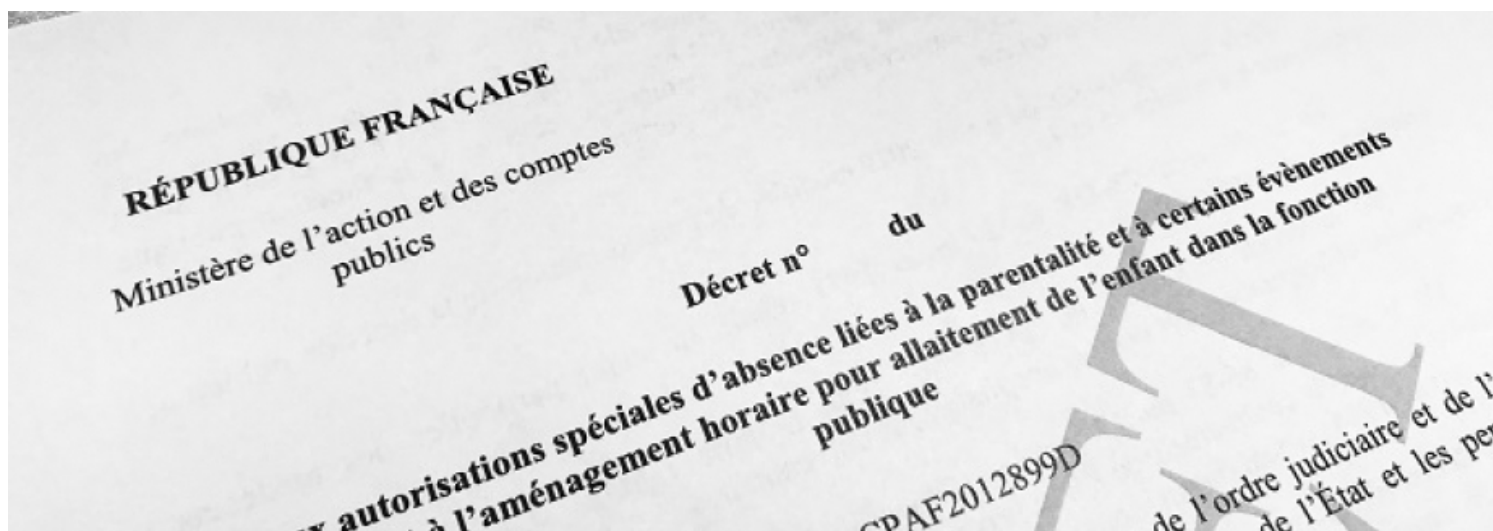 RÉPUBLIQUE FRANÇAISE
Ministère de l'action et des comptes
publics
Décret n° du
autorisations spéciales d'absence liées à la parentalité et à certains évènements
à l'aménagement horaire pour allaitement de l'enfant dans la fonction
publique
CPAF2012899D
de l'ordre judiciaire et de l'
de l'État et les per